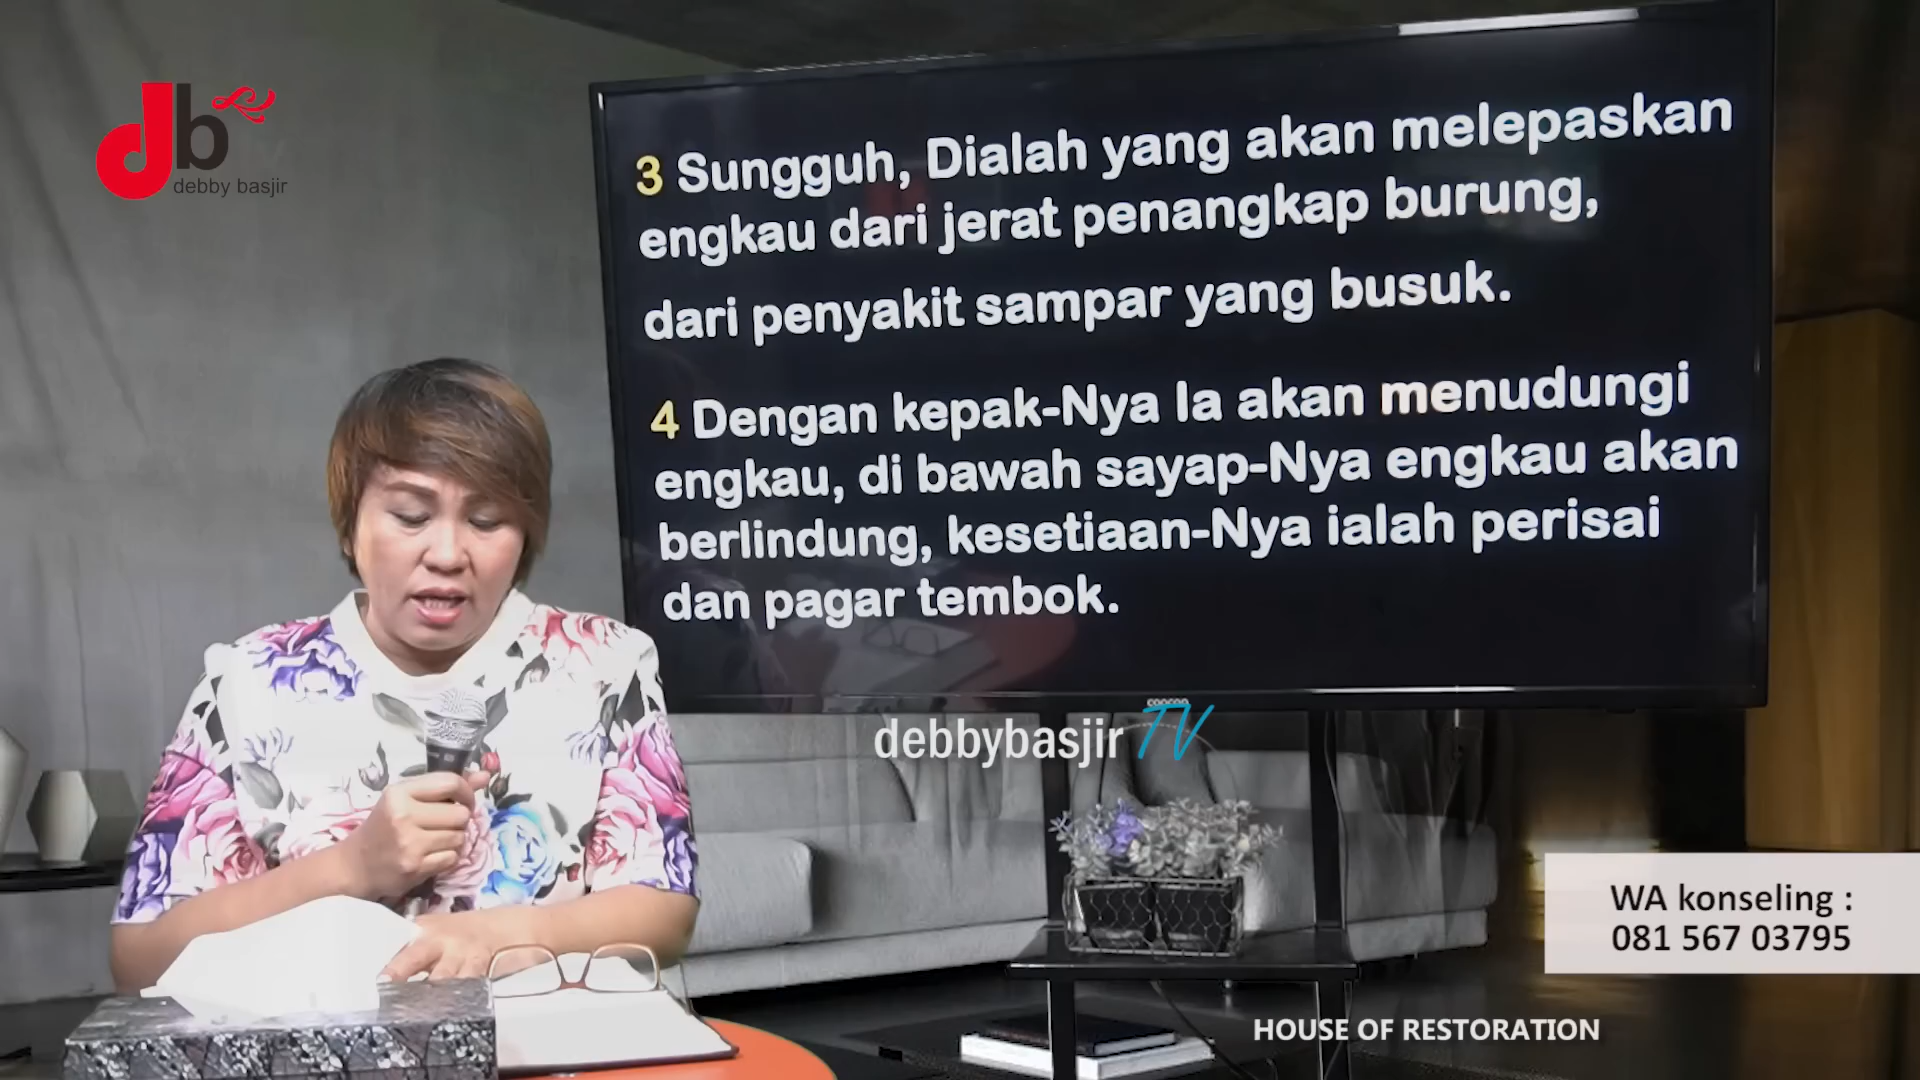 db
debby basjir
3 Sungguh, Dialah yang akan melepaskan
engkau dari jerat penangkap burung,
dari penyakit sampar yang busuk.
4 Dengan kepak-Nya Ia akan menudungi
engkau, di bawah sayap-Nya engkau akan
berlindung, kesetiaan-Nya ialah perisai
dan pagar tembok.
coocaa
debbybasjir TV
WA konseling :
081 567 03795
HOUSE OF RESTORATION